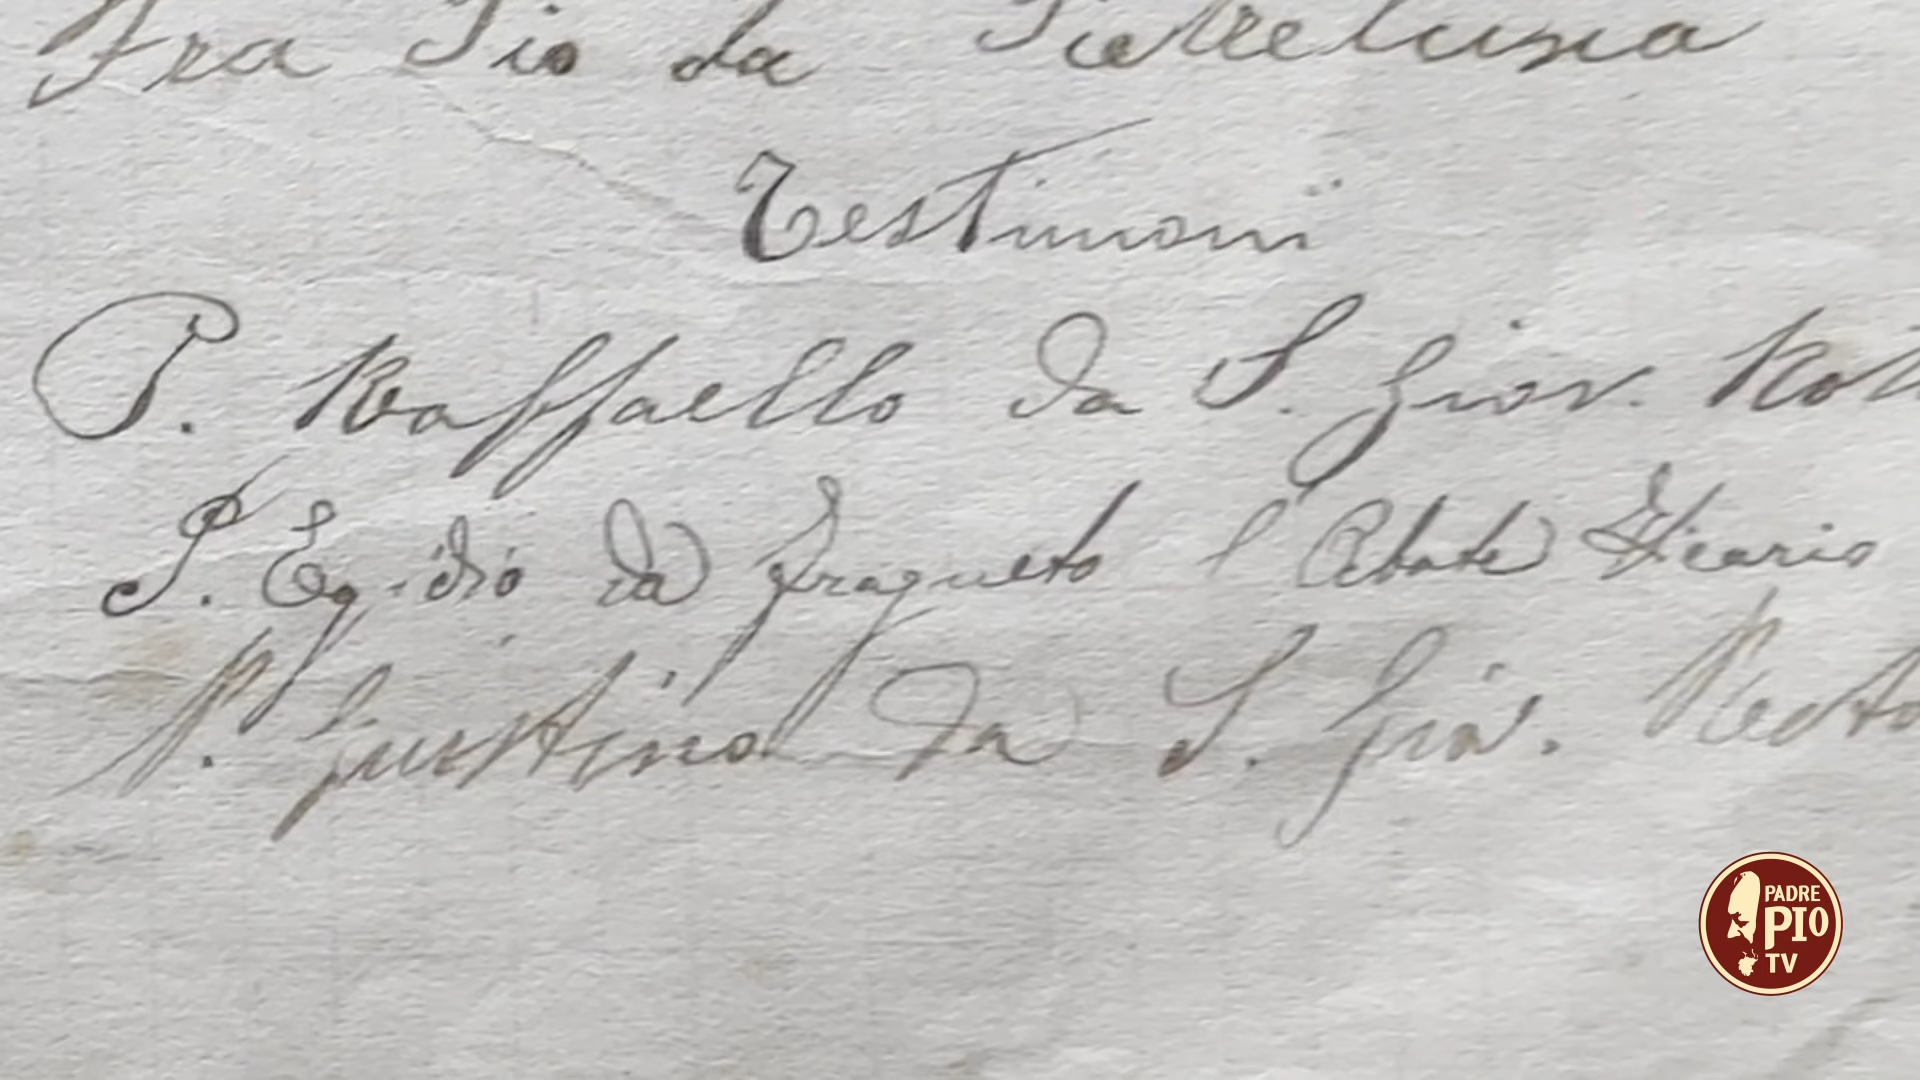 Fra Pio da Pietrelcina
Testimoni
P. Raffaello da S. Giov. Rot
P. Egidio da Fragneto l'Abate Vicario
P. Giustino da S. Giov. Roto
PADRE
PIO
TV